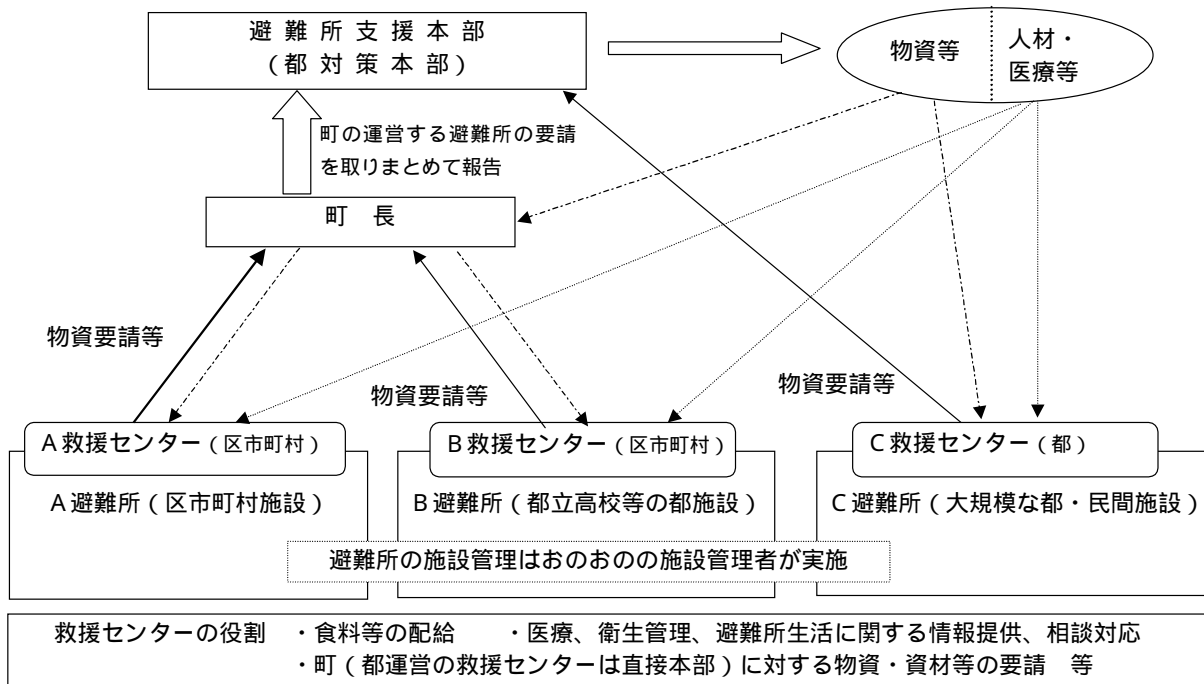 避 難 所 支 援 本 部
( 都 対 策 本 部 )
物資等
人材・
医療等
町の運営する避難所の要請
を取りまとめて報告
町 長
物資要請等
物資要請等
物資要請等
A救援センター(区市町村)
B救援センター(区市町村)
C救援センター(都)
A避難所(区市町村施設)
B避難所(都立高校等の都施設)
C避難所(大規模な都・民間施設)
避難所の施設管理はおのおのの施設管理者が実施
救援センターの役割 ・食料等の配給 ・医療、衛生管理、避難所生活に関する情報提供、相談対応
・町(都運営の救援センターは直接本部)に対する物資・資材等の要請 等